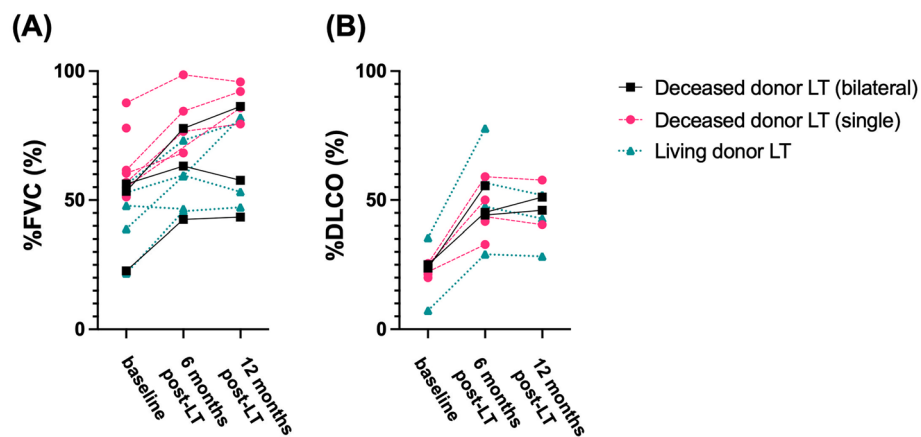 (A)
%FVC (%)
100
50
0
baseline
6 months
post-LT
12 months
post-LT
(B)
%DLCO (%)
100
50
0
baseline
6 months
post-LT
12 months
post-LT
Deceased donor LT (bilateral)
Deceased donor LT (single)
Living donor LT